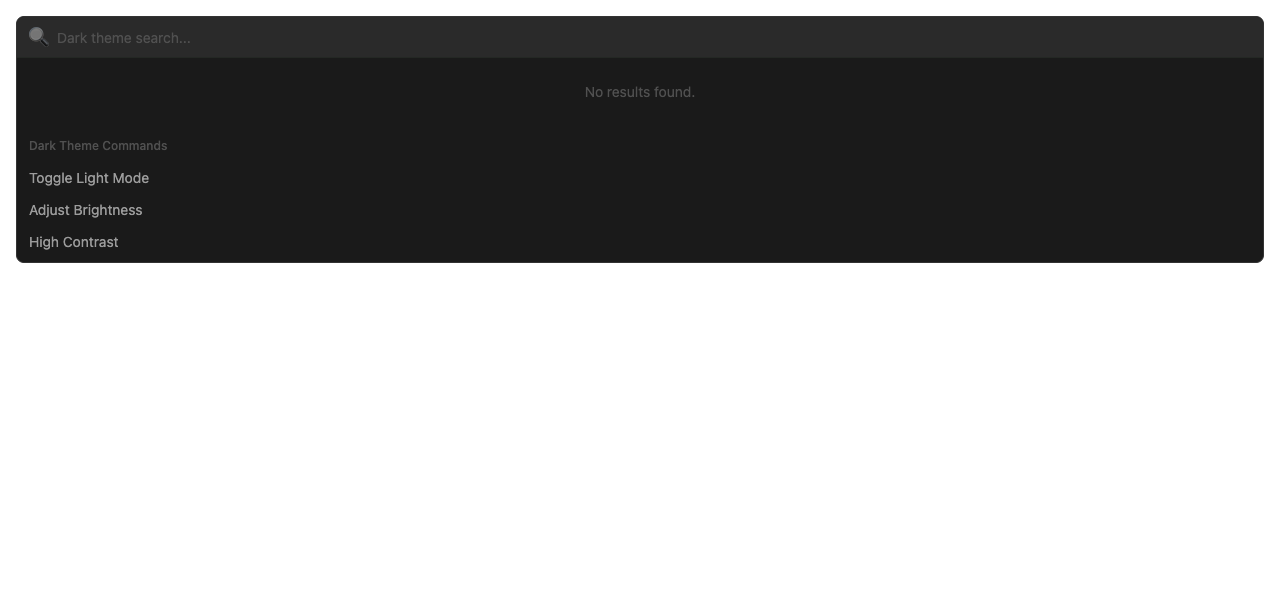 Dark theme search...
No results found.
Dark Theme Commands
Toggle Light Mode
Adjust Brightness
High Contrast